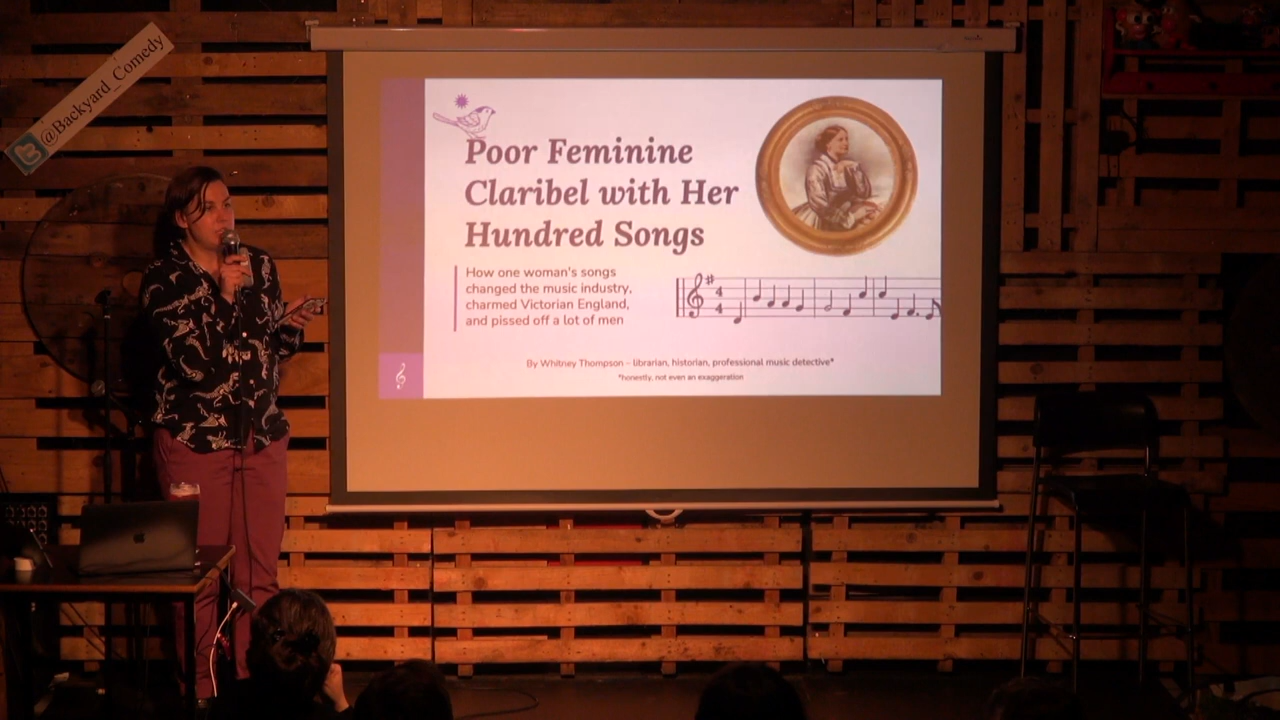 @Backyard_Comedy
Poor Feminine
Claribel with Her
Hundred Songs
How one woman's songs
changed the music industry,
charmed Victorian England,
and pissed off a lot of men
By Whitney Thompson – librarian, historian, professional music detective*
*honestly, not even an exaggeration